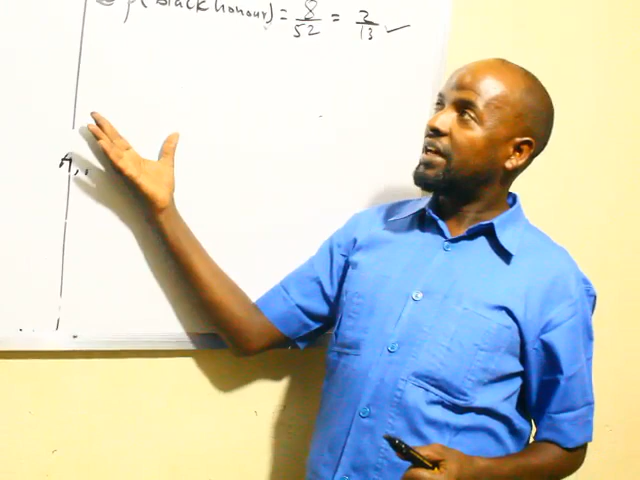 P(black honour) = 8/52 = 2/13 ✓
A,